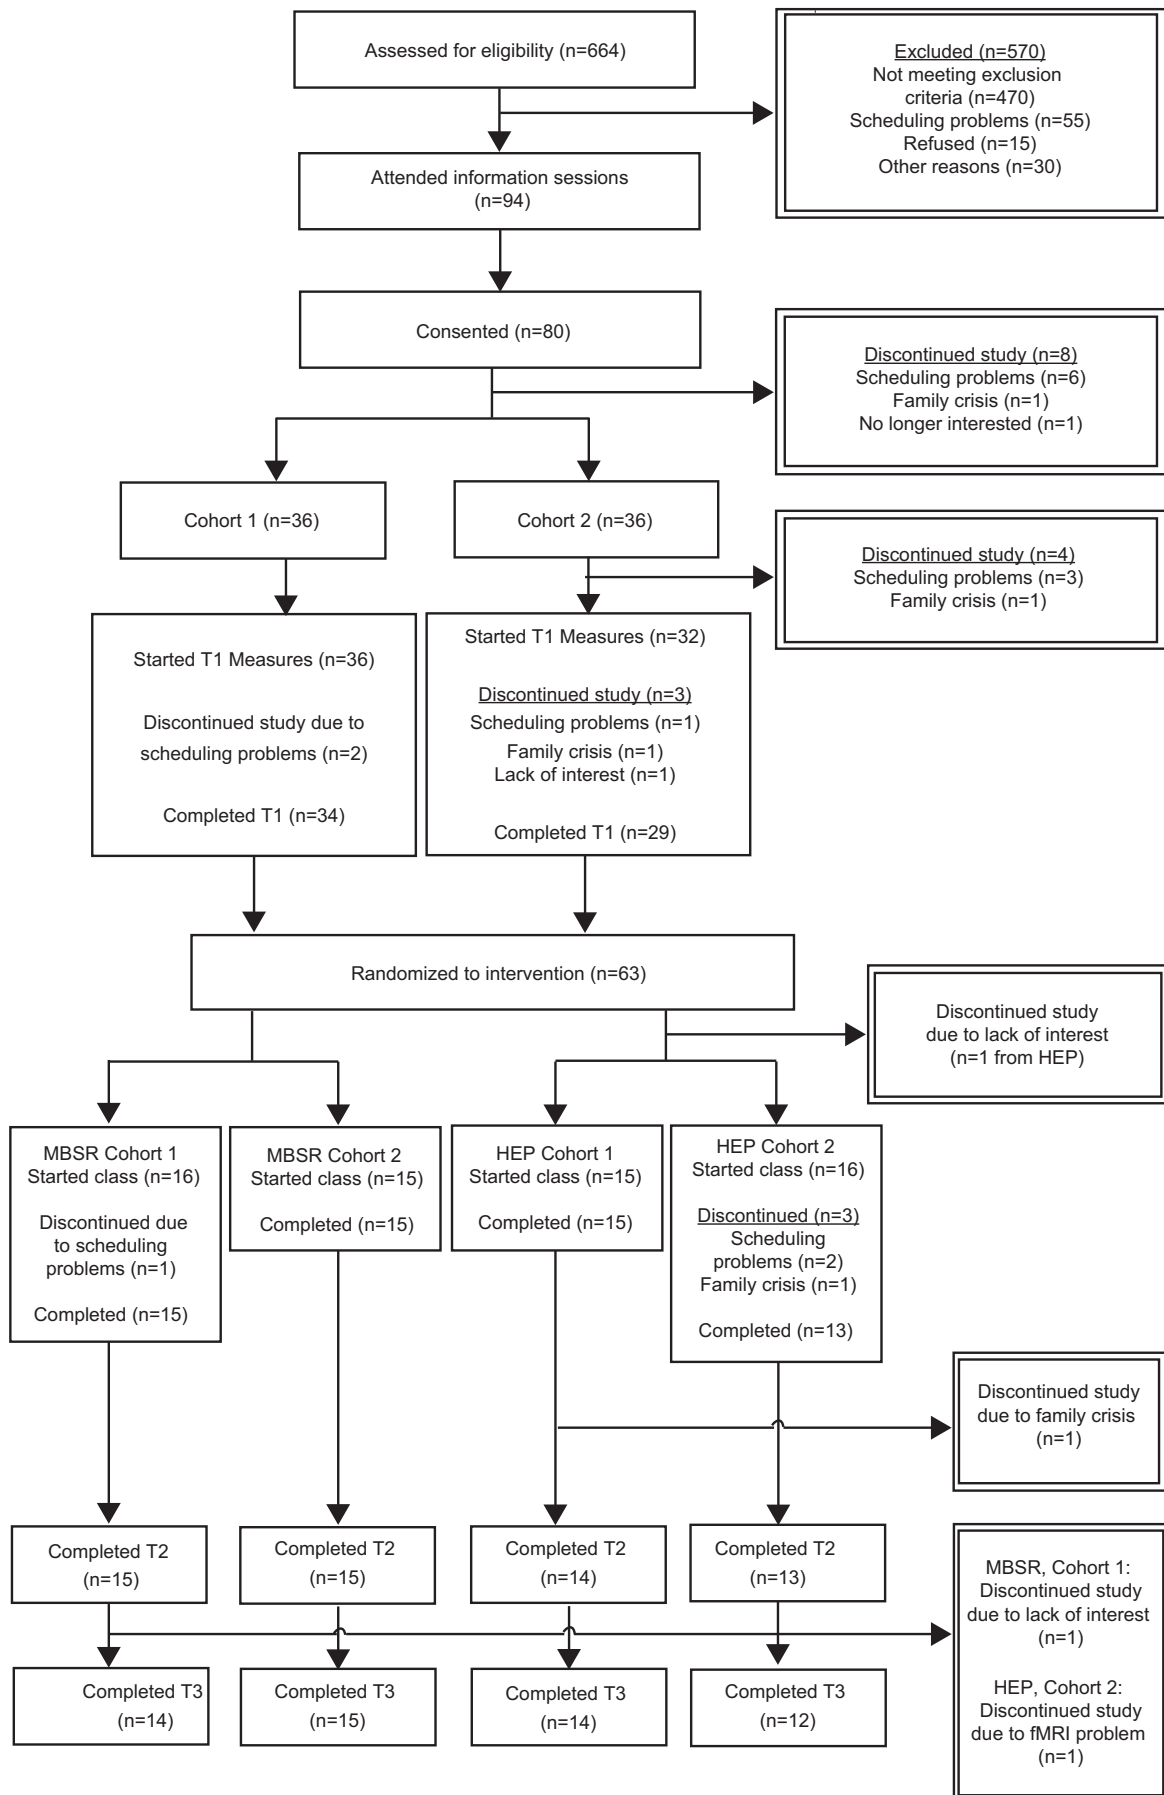 Assessed for eligibility (n=664)
Excluded (n=570)
Not meeting exclusion
criteria (n=470)
Scheduling problems (n=55)
Refused (n=15)
Other reasons (n=30)
Attended information sessions
(n=94)
Consented (n=80)
Discontinued study (n=8)
Scheduling problems (n=6)
Family crisis (n=1)
No longer interested (n=1)
Cohort 1 (n=36)
Cohort 2 (n=36)
Discontinued study (n=4)
Scheduling problems (n=3)
Family crisis (n=1)
Started T1 Measures (n=36)
Discontinued study due to
scheduling problems (n=2)
Completed T1 (n=34)
Started T1 Measures (n=32)
Discontinued study (n=3)
Scheduling problems (n=1)
Family crisis (n=1)
Lack of interest (n=1)
Completed T1 (n=29)
Randomized to intervention (n=63)
Discontinued study
due to lack of interest
(n=1 from HEP)
MBSR Cohort 1
Started class (n=16)
Discontinued due
to scheduling
problems (n=1)
Completed (n=15)
MBSR Cohort 2
Started class (n=15)
Completed (n=15)
HEP Cohort 1
Started class (n=15)
Completed (n=15)
HEP Cohort 2
Started class (n=16)
Discontinued (n=3)
Scheduling
problems (n=2)
Family crisis (n=1)
Completed (n=13)
Discontinued study
due to family crisis
(n=1)
Completed T2
(n=15)
Completed T2
(n=15)
Completed T2
(n=14)
Completed T2
(n=13)
MBSR, Cohort 1:
Discontinued study
due to lack of interest
(n=1)
HEP, Cohort 2:
Discontinued study
due to fMRI problem
(n=1)
Completed T3
(n=14)
Completed T3
(n=15)
Completed T3
(n=14)
Completed T3
(n=12)